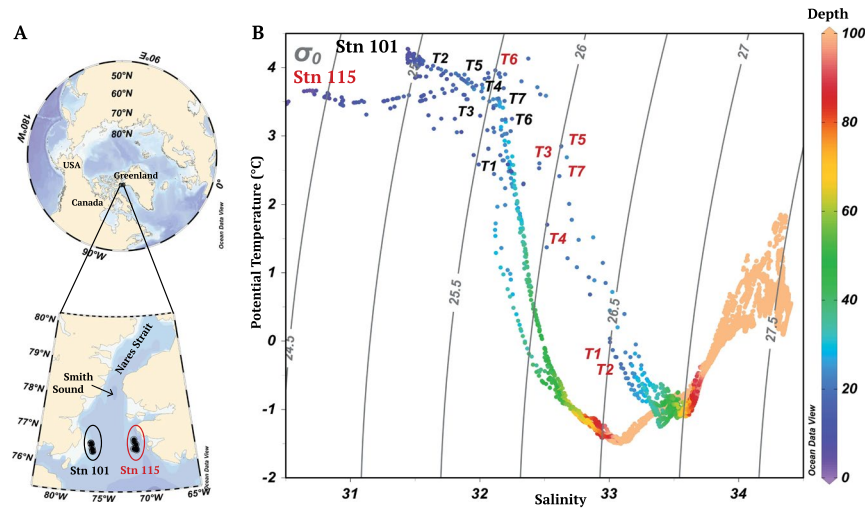 A
90°E
50°N
60°N
70°N
80°N
180°W
USA
Greenland
Canada
0°
90°W
Ocean Data View
80°N
79°N
78°N
77°N
76°N
Nares Strait
Smith
Sound
Stn 101
Stn 115
80°W
75°W
70°W
65°W
Ocean Data View
B
σ0
Stn 101
Stn 115
Potential Temperature (°C)
4
3
2
1
0
-1
-2
31
32
33
34
Salinity
24.5
25
25.5
26
26.5
27
27.5
T2
T5
T6
T4
T7
T3
T6
T1
T5
T3
T7
T4
T1
T2
Ocean Data View
Depth
100
80
60
40
20
0